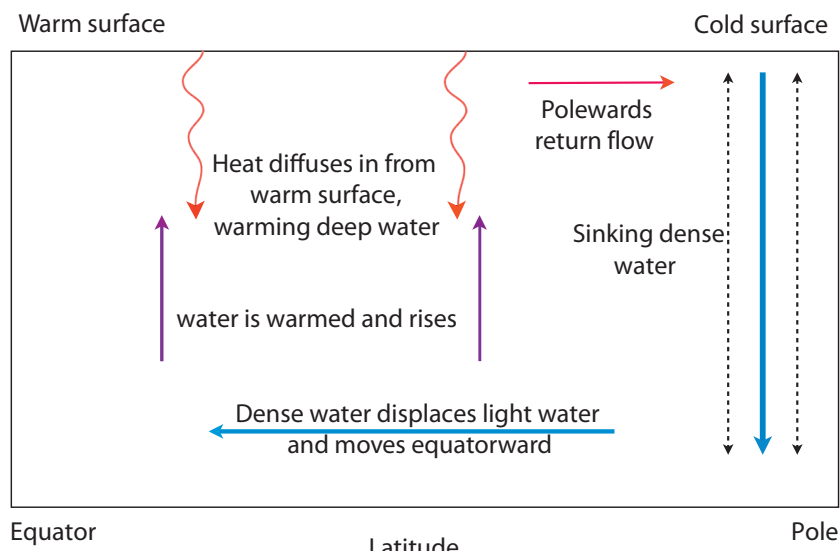 Warm surface
Cold surface
Polewards
return flow
Heat diffuses in from
warm surface,
warming deep water
Sinking dense
water
water is warmed and rises
Dense water displaces light water
and moves equatorward
Equator
Latitude
Pole